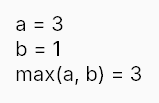 a = 3
b = 1
max(a, b) = 3